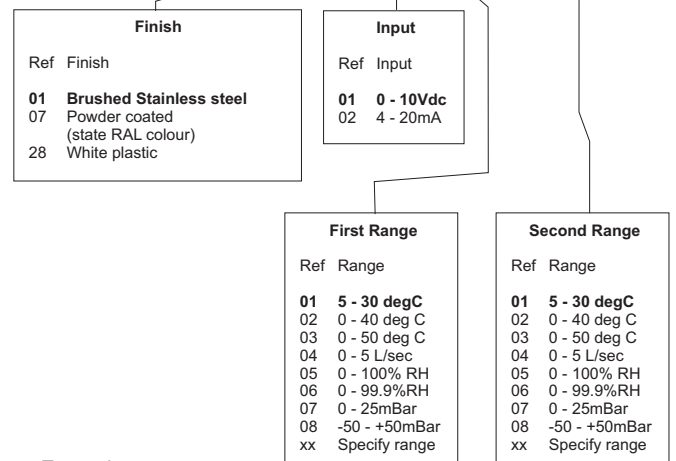 Finish
Ref Finish
01 Brushed Stainless steel
07 Powder coated
(state RAL colour)
28 White plastic
Input
Ref Input
01 0 - 10Vdc
02 4 - 20mA
First Range
Ref Range
01 5 - 30 degC
02 0 - 40 deg C
03 0 - 50 deg C
04 0 - 5 L/sec
05 0 - 100% RH
06 0 - 99.9%RH
07 0 - 25mBar
08 -50 - +50mBar
xx Specify range
Second Range
Ref Range
01 5 - 30 degC
02 0 - 40 deg C
03 0 - 50 deg C
04 0 - 5 L/sec
05 0 - 100% RH
06 0 - 99.9%RH
07 0 - 25mBar
08 -50 - +50mBar
xx Specify range